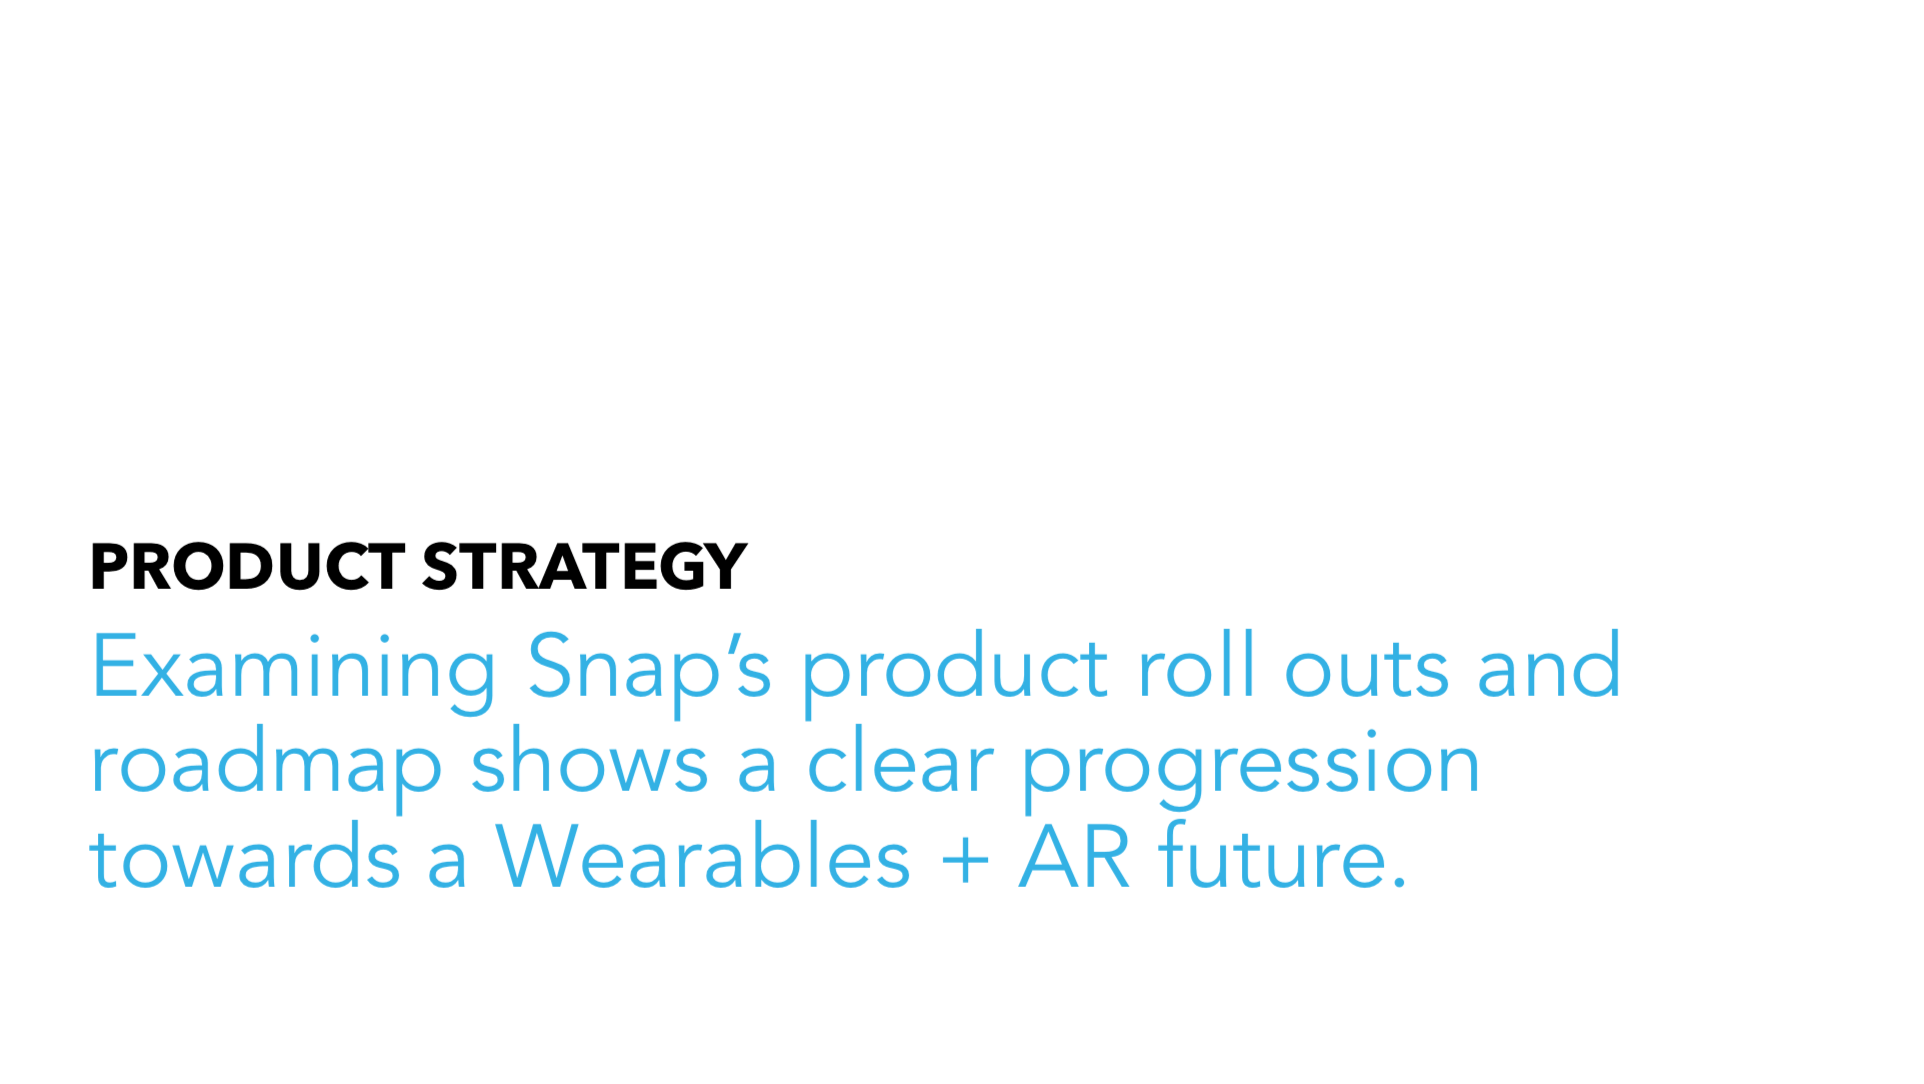 PRODUCT STRATEGY
Examining Snap’s product roll outs and
roadmap shows a clear progression
towards a Wearables + AR future.